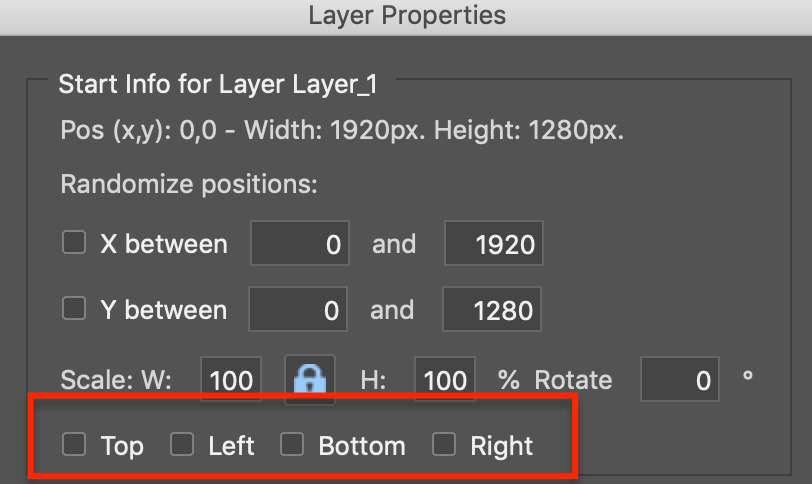 Layer Properties
Start Info for Layer Layer_1
Pos (x,y): 0,0 - Width: 1920px. Height: 1280px.
Randomize positions:
X between 0 and 1920
Y between 0 and 1280
Scale: W: 100 H: 100 % Rotate 0 °
Top Left Bottom Right